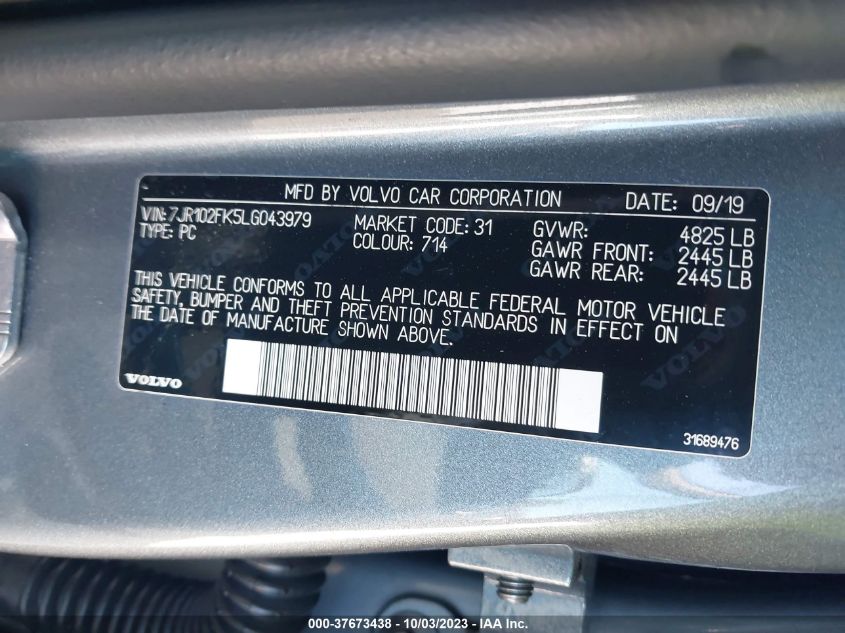 MFD BY VOLVO CAR CORPORATION DATE: 09/19
VIN: 7JR102FK5LG043979 MARKET CODE: 31 GVWR: 4825 LB
TYPE: PC COLOUR: 714 GAWR FRONT: 2445 LB
GAWR REAR: 2445 LB
THIS VEHICLE CONFORMS TO ALL APPLICABLE FEDERAL MOTOR VEHICLE
SAFETY, BUMPER AND THEFT PREVENTION STANDARDS IN EFFECT ON
THE DATE OF MANUFACTURE SHOWN ABOVE.
VOLVO
31689476
000-37673438 - 10/03/2023 - IAA Inc.